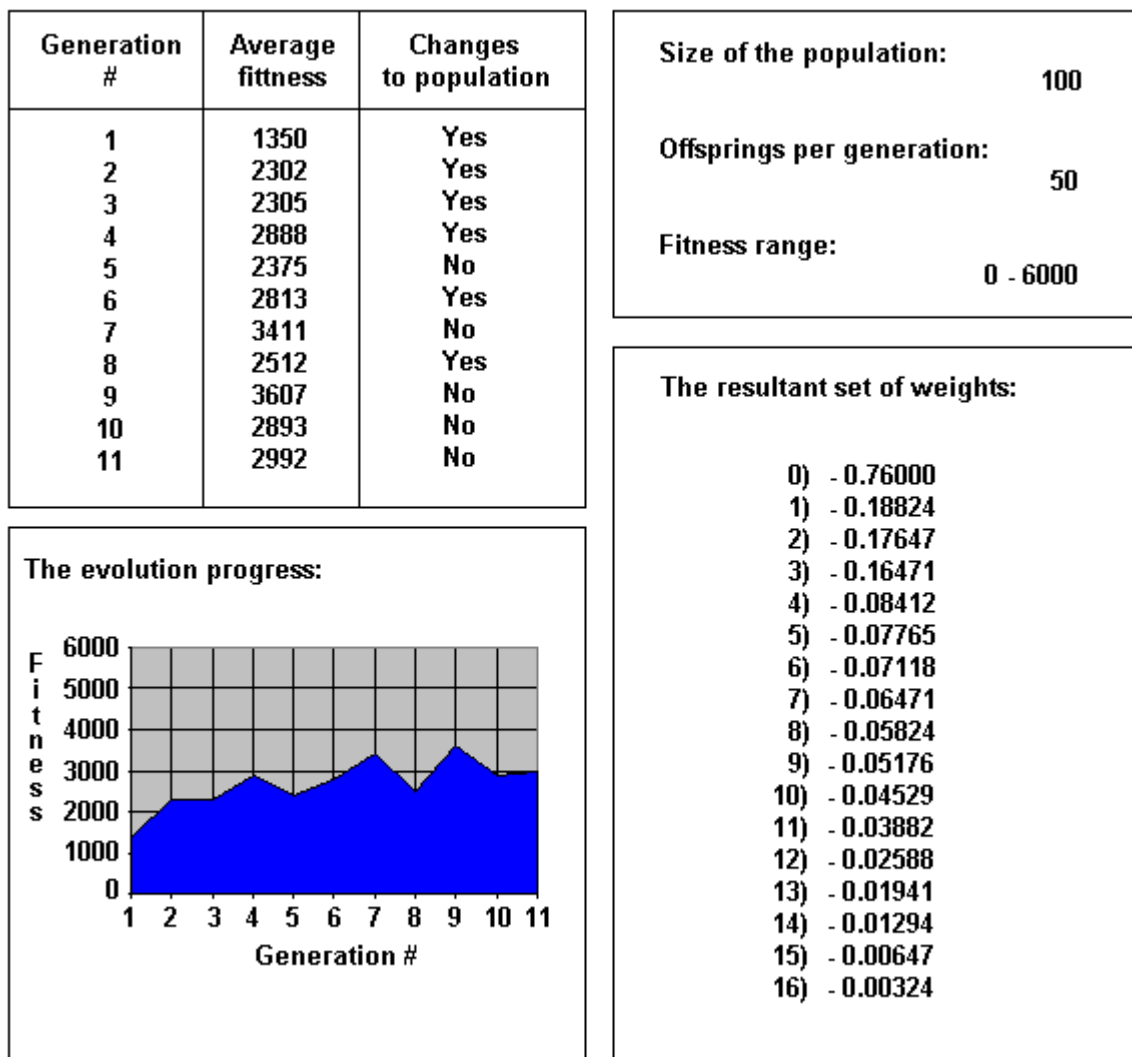 Generation Average Changes
# fittness to population
1 1350 Yes
2 2302 Yes
3 2305 Yes
4 2888 Yes
5 2375 No
6 2813 Yes
7 3411 No
8 2512 Yes
9 3607 No
10 2893 No
11 2992 No
Size of the population:
100
Offsprings per generation:
50
Fitness range:
0 - 6000
The evolution progress:
Fitness
6000
5000
4000
3000
2000
1000
0
1 2 3 4 5 6 7 8 9 10 11
Generation #
The resultant set of weights:
0) - 0.76000
1) - 0.18824
2) - 0.17647
3) - 0.16471
4) - 0.08412
5) - 0.07765
6) - 0.07118
7) - 0.06471
8) - 0.05824
9) - 0.05176
10) - 0.04529
11) - 0.03882
12) - 0.02588
13) - 0.01941
14) - 0.01294
15) - 0.00647
16) - 0.00324